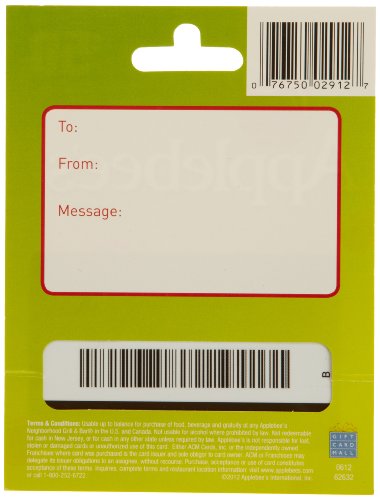 0 76750 02912 7
To:
From:
Message:
B
Terms & Conditions: Usable up to balance for purchase of food, beverage and gratuity at any Applebee's
Neighborhood Grill & Bar® in the U.S. and Canada. Not usable for alcohol where prohibited by law. Not redeemable
for cash in New Jersey, or for cash in any other state unless required by law. Applebee's is not responsible for lost,
stolen or damaged cards or unauthorized use of this card. Either ACM Cards, Inc. or the independently owned
Franchisee where card was purchased is the card issuer and sole obligor to card owner. ACM or Franchisee may
delegate its issuer obligations to an assignee, without recourse. Purchase, acceptance or use of card constitutes
acceptance of these terms. Inquiries, complete terms and restaurant location information: visit www.applebees.com
or call 1-800-252-6722 ©2012 Applebee's International, Inc.
GIFT
CARD
MALL
0612
62632